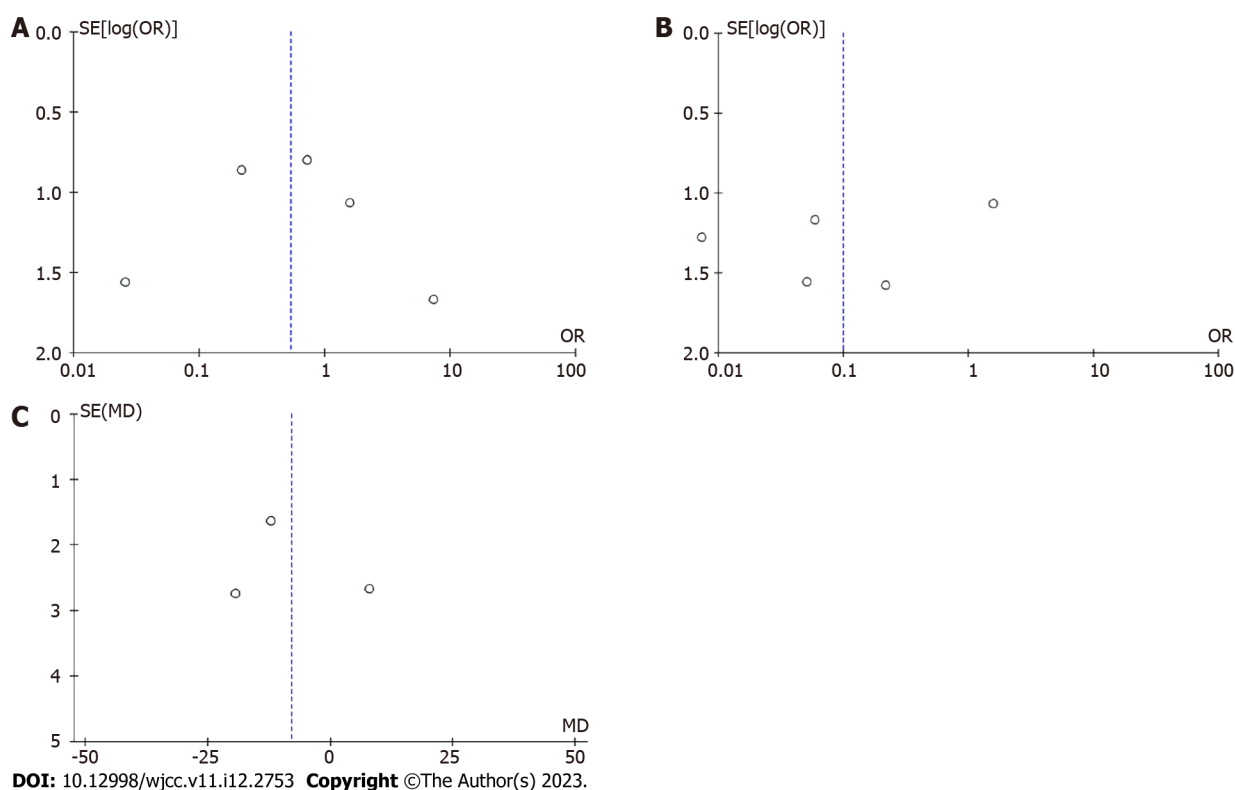 A
SE[log(OR)]
0.0
0.5
1.0
1.5
2.0
OR
0.01 0.1 1 10 100
B
SE[log(OR)]
0.0
0.5
1.0
1.5
2.0
OR
0.01 0.1 1 10 100
C
SE(MD)
0
1
2
3
4
5
MD
-50 -25 0 25 50
DOI: 10.12998/wjcc.v11.i12.2753 Copyright ©The Author(s) 2023.